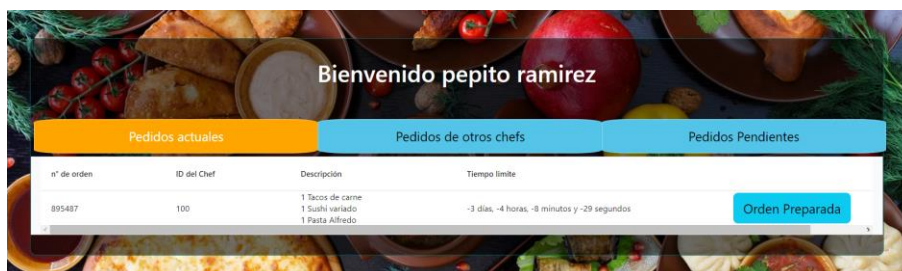 Bienvenido pepito ramirez
Pedidos actuales
Pedidos de otros chefs
Pedidos Pendientes
n° de orden ID del Chef Descripción Tiempo limite
895487 100 1 Tacos de carne
1 Sushi variado
1 Pasta Alfredo
-3 días, -4 horas, -8 minutos y -29 segundos
Orden Preparada